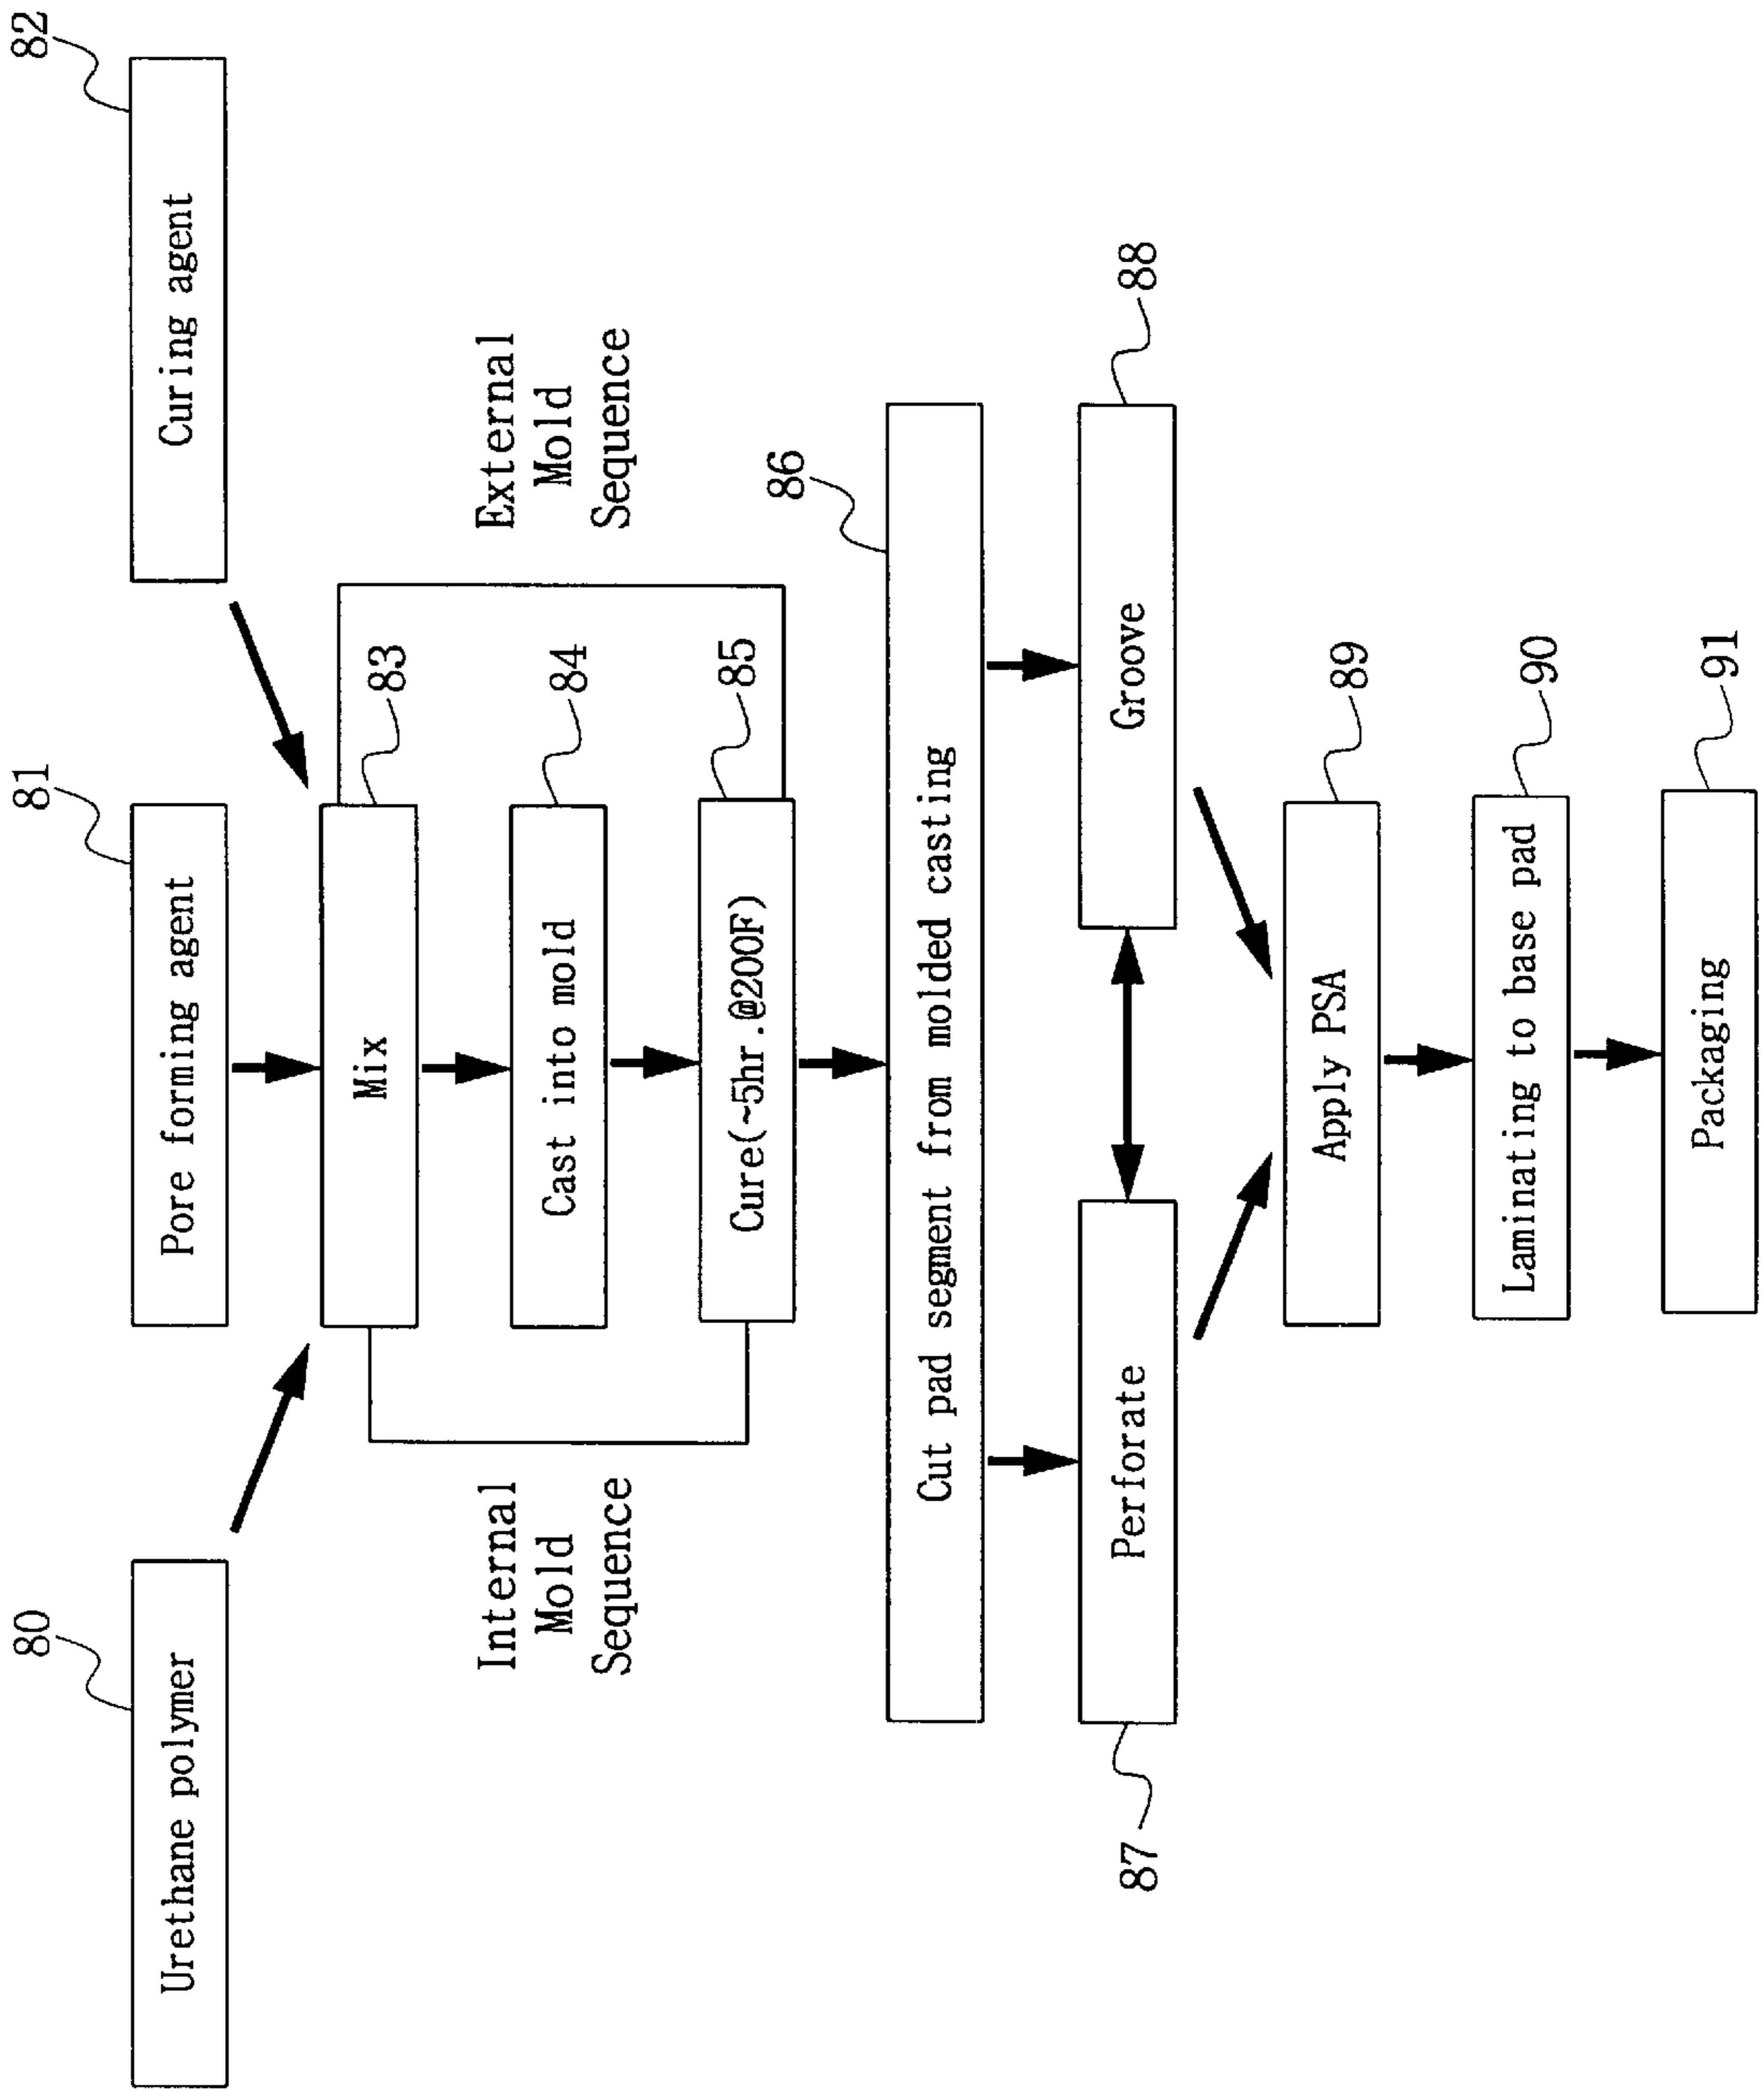 80
81
82
Urethane polymer
Pore forming agent
Curing agent
Mix
83
Internal
Mold
Sequence
External
Mold
Sequence
Cast into mold
84
Cure(~5hr.@200F)
85
86
Cut pad segment from molded casting
87
Perforate
Groove
88
Apply PSA
89
Laminating to base pad
90
Packaging
91